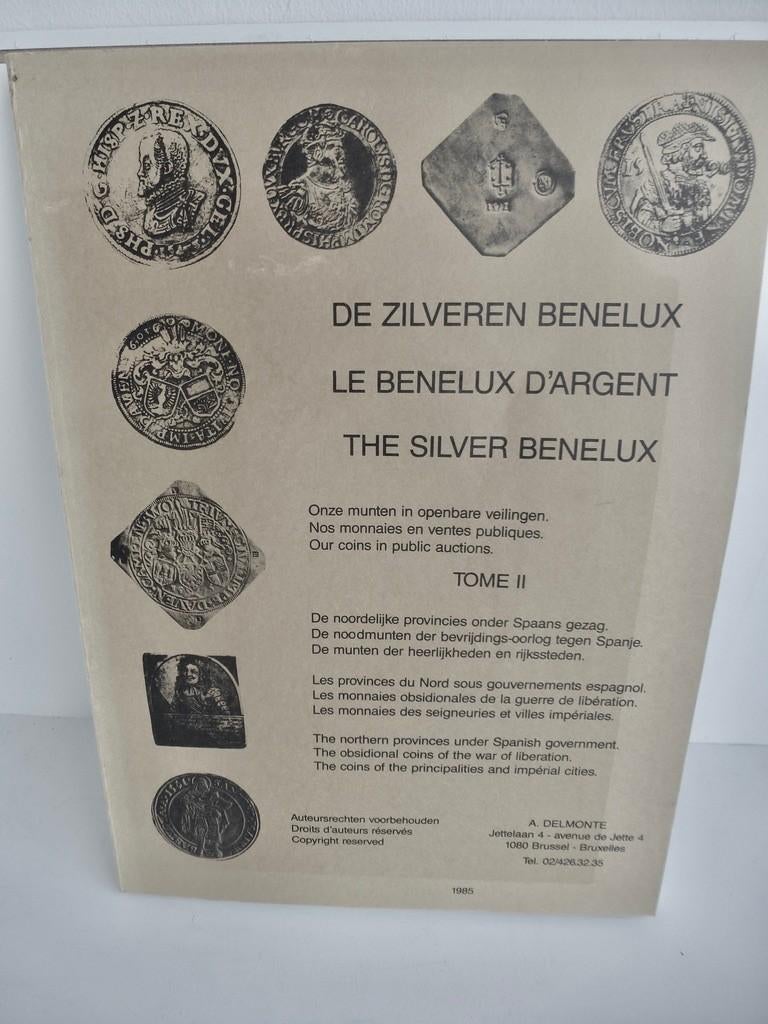 PHS·D:G·HISP·Z·REX·DVX·GEL·
DE ZILVEREN BENELUX
LE BENELUX D'ARGENT
THE SILVER BENELUX
Onze munten in openbare veilingen.
Nos monnaies en ventes publiques.
Our coins in public auctions.
TOME II
De noordelijke provincies onder Spaans gezag.
De noodmunten der bevrijdings-oorlog tegen Spanje.
De munten der heerlijkheden en rijkssteden.
Les provinces du Nord sous gouvernements espagnol.
Les monnaies obsidionales de la guerre de libération.
Les monnaies des seigneuries et villes impériales.
The northern provinces under Spanish government.
The obsidional coins of the war of liberation.
The coins of the principalities and impérial cities.
Auteursrechten voorbehouden
Droits d'auteurs réservés
Copyright reserved
A. DELMONTE
Jettelaan 4 - avenue de Jette 4
1080 Brussel - Bruxelles
Tel. 02/426.32.35
1985